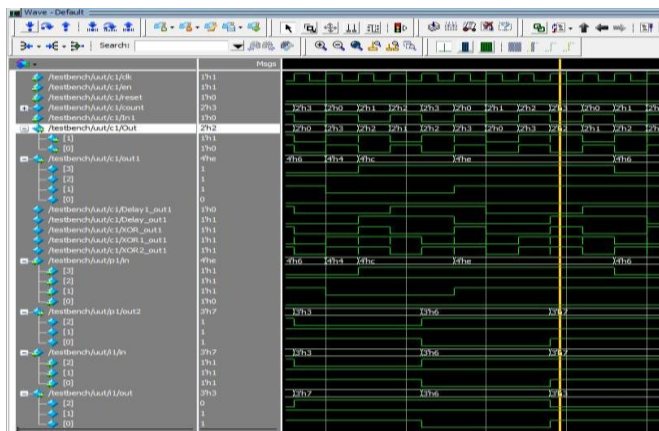 Wave - Default
Search:
Msgs
/testbench/uut/c1/clk 1'h1
/testbench/uut/c1/en 1'h1
/testbench/uut/c1/reset 1'h0
/testbench/uut/c1/count 2'h3 2'h3 2'h0 2'h1 2'h2 2'h3 2'h0 2'h1 2'h2 2'h3 2'h0 2'h1
/testbench/uut/c1/In1 1'h0
/testbench/uut/c1/Out 2'h2 2'h0 2'h3 2'h1 2'h2 2'h3 2'h0
[1] 1'h1
[0] 1'h0
/testbench/uut/c1/out1 4'he 4'h6 4'h4 4'hc 4'he 4'h6
[3] 1
[2] 1
[1] 1
[0] 0
/testbench/uut/c1/Delay1_out1 1'h0
/testbench/uut/c1/Delay_out1 1'h1
/testbench/uut/c1/XOR_out1 1'h1
/testbench/uut/c1/XOR1_out1 1'h1
/testbench/uut/c1/XOR2_out1 1'h0
/testbench/uut/p1/in 4'he 4'h6 4'h4 4'hc 4'he 4'h6
[3] 1'h1
[2] 1'h1
[1] 1'h1
[0] 1'h0
/testbench/uut/p1/out2 3'h7 3'h3 3'h6 3'h7
[2] 1
[1] 1
[0] 1
/testbench/uut/i1/in 3'h7 3'h3 3'h6 3'h7
[2] 1'h1
[1] 1'h1
[0] 1'h1
/testbench/uut/i1/out 3'h3 3'h7 3'h6 3'h3
[2] 0
[1] 1
[0] 1